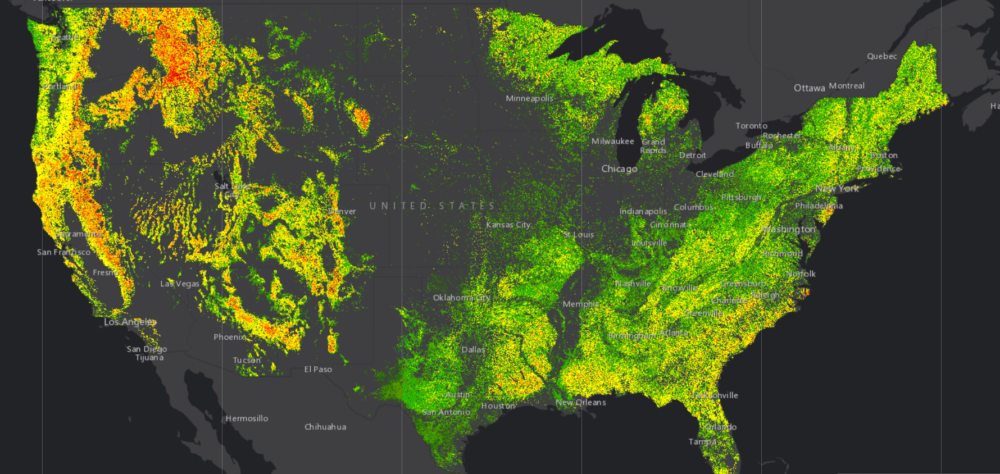 Vancouver
Seattle
Quebec
Portland
Ottawa
Montreal
Minneapolis
Toronto
Rochester
Milwaukee
Grand
Rapids
Buffalo
Albany
Boston
Detroit
Chicago
Providence
Cleveland
Salt Lake
City
New York
Pittsburgh
UNITED STATES
Denver
Indianapolis
Columbus
Philadelphia
Kansas City
Cincinnati
Washington
Sacramento
St Louis
Louisville
San Francisco
Richmond
Fresno
Norfolk
Las Vegas
Nashville
Knoxville
Greensboro
Raleigh
Oklahoma City
Memphis
Charlotte
Greenville
Los Angeles
Phoenix
Birmingham
Atlanta
San Diego
Tijuana
Dallas
Tucson
El Paso
Austin
Jacksonville
Houston
New Orleans
San Antonio
Hermosillo
Chihuahua
Orlando
Tampa
Ha